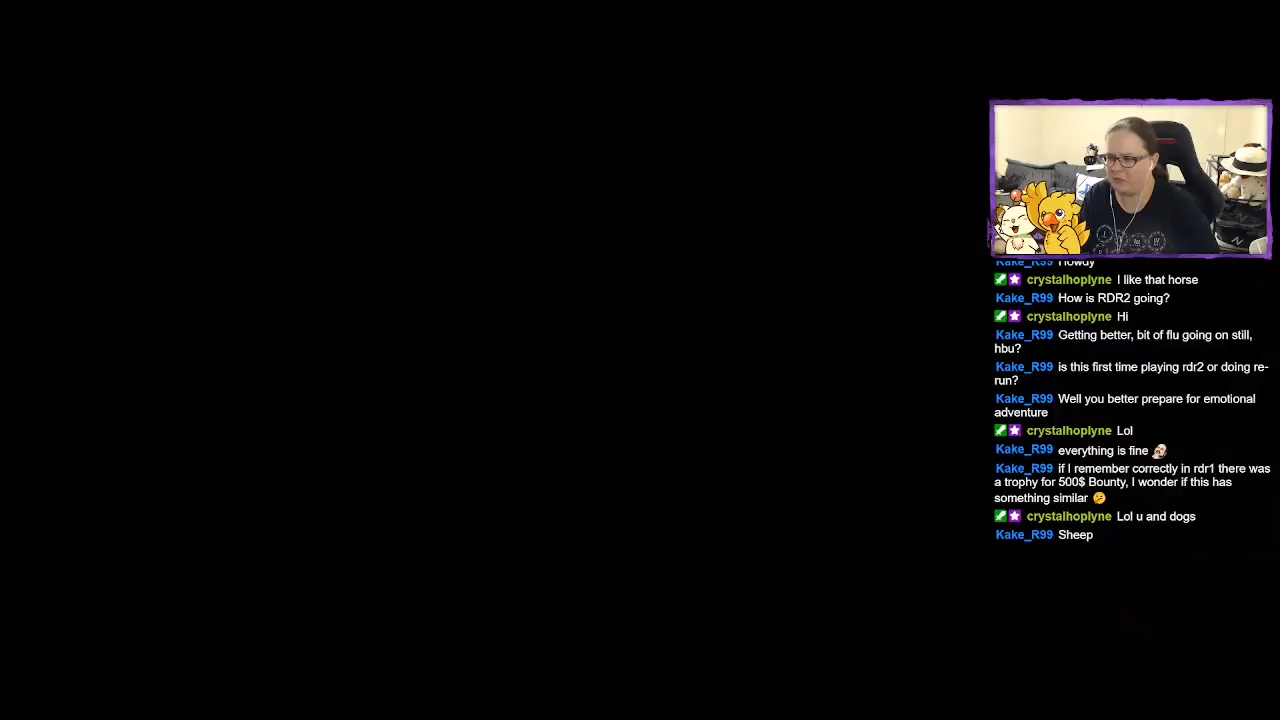 Kake_R99 Howdy
crystalhoplyne I like that horse
Kake_R99 How is RDR2 going?
crystalhoplyne Hi
Kake_R99 Getting better, bit of flu going on still,
hbu?
Kake_R99 is this first time playing rdr2 or doing re-
run?
Kake_R99 Well you better prepare for emotional
adventure
crystalhoplyne Lol
Kake_R99 everything is fine
Kake_R99 if I remember correctly in rdr1 there was
a trophy for 500$ Bounty, I wonder if this has
something similar
crystalhoplyne Lol u and dogs
Kake_R99 Sheep